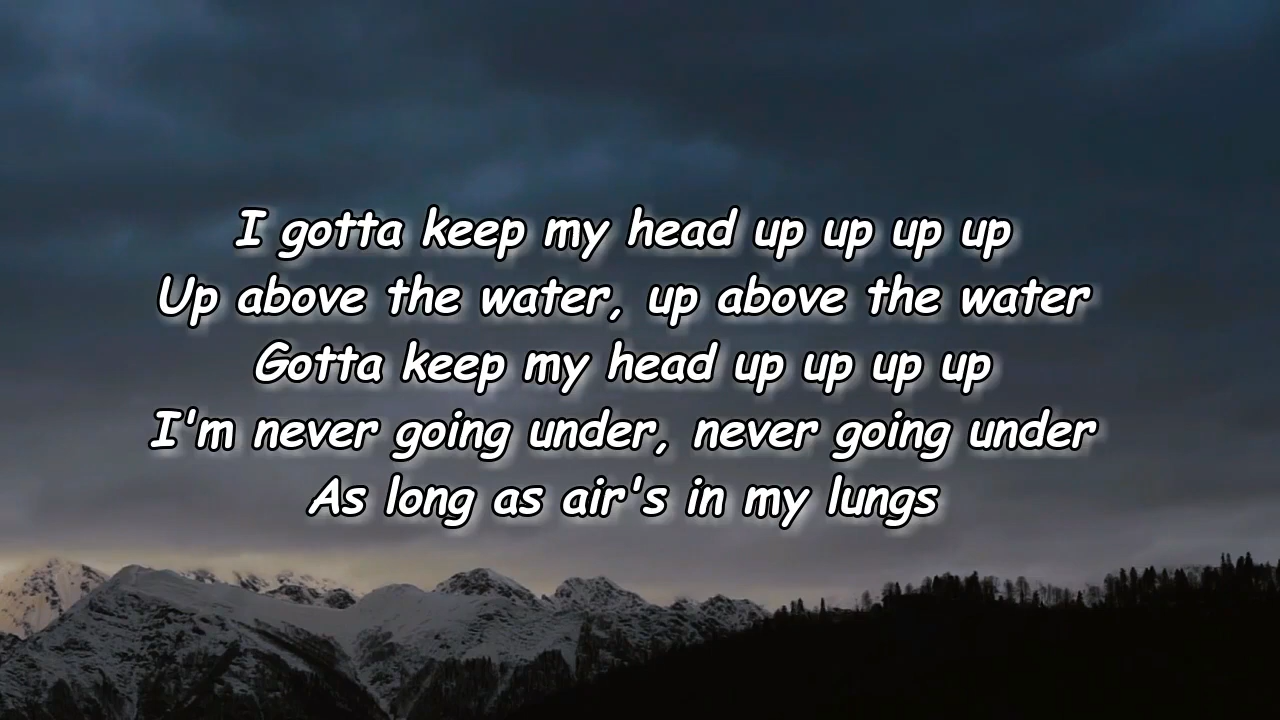 I gotta keep my head up up up up
Up above the water, up above the water
Gotta keep my head up up up up
I'm never going under, never going under
As long as air's in my lungs